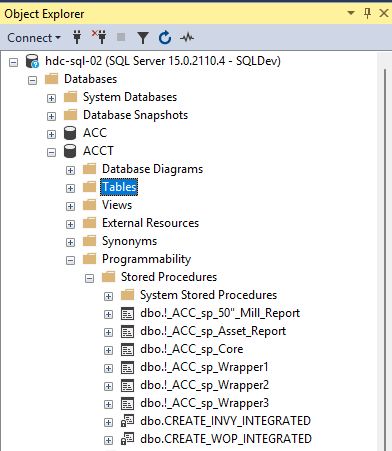 Object Explorer
Connect
hdc-sql-02 (SQL Server 15.0.2110.4 - SQLDev)
Databases
System Databases
Database Snapshots
ACC
ACCT
Database Diagrams
Tables
Views
External Resources
Synonyms
Programmability
Stored Procedures
System Stored Procedures
dbo.!_ACC_sp_50"_Mill_Report
dbo.!_ACC_sp_Asset_Report
dbo.!_ACC_sp_Core
dbo.!_ACC_sp_Wrapper1
dbo.!_ACC_sp_Wrapper2
dbo.!_ACC_sp_Wrapper3
dbo.CREATE_INVY_INTEGRATED
dbo.CREATE_WOP_INTEGRATED